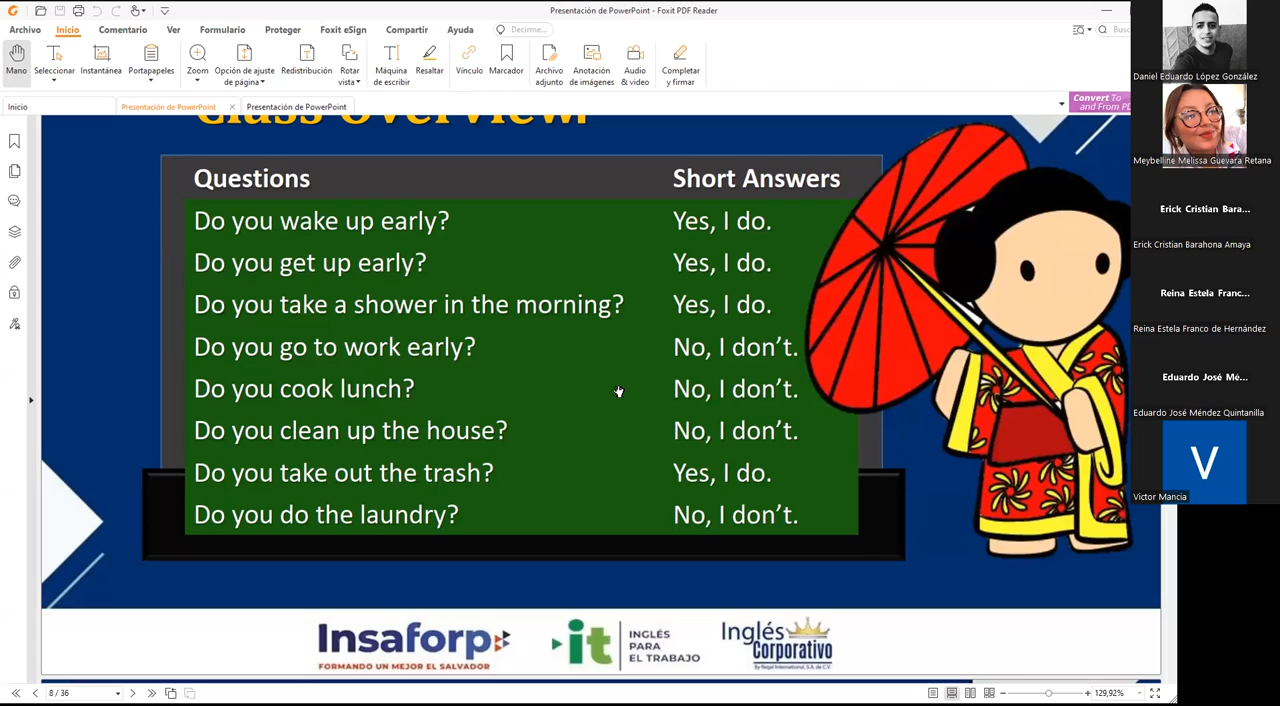 Presentación de PowerPoint - Foxit PDF Reader
Archivo Inicio Comentario Ver Formulario Proteger Foxit eSign Compartir Ayuda Decirme... Busc
Mano Seleccionar Instantánea Portapapeles Zoom Opción de ajuste de página Redistribución Rotar vista Máquina de escribir Resaltar Vínculo Marcador Archivo adjunto Anotación de imágenes Audio & video Completar y firmar
Inicio Presentación de PowerPoint Presentación de PowerPoint
Convert To
and From PD
Class Overview:
Questions Short Answers
Do you wake up early? Yes, I do.
Do you get up early? Yes, I do.
Do you take a shower in the morning? Yes, I do.
Do you go to work early? No, I don’t.
Do you cook lunch? No, I don’t.
Do you clean up the house? No, I don’t.
Do you take out the trash? Yes, I do.
Do you do the laundry? No, I don’t.
Insaforp
FORMANDO UN MEJOR EL SALVADOR
it
INGLÉS
PARA
EL TRABAJO
Inglés
Corporativo
By Regal International, S.A. de C.V.
8 / 36
129,92%
Daniel Eduardo López González
Meybelline Melissa Guevara Retana
Erick Cristian Bara...
Erick Cristian Barahona Amaya
Reina Estela Franc...
Reina Estela Franco de Hernández
Eduardo José Mé...
Eduardo José Méndez Quintanilla
V
Victor Mancia